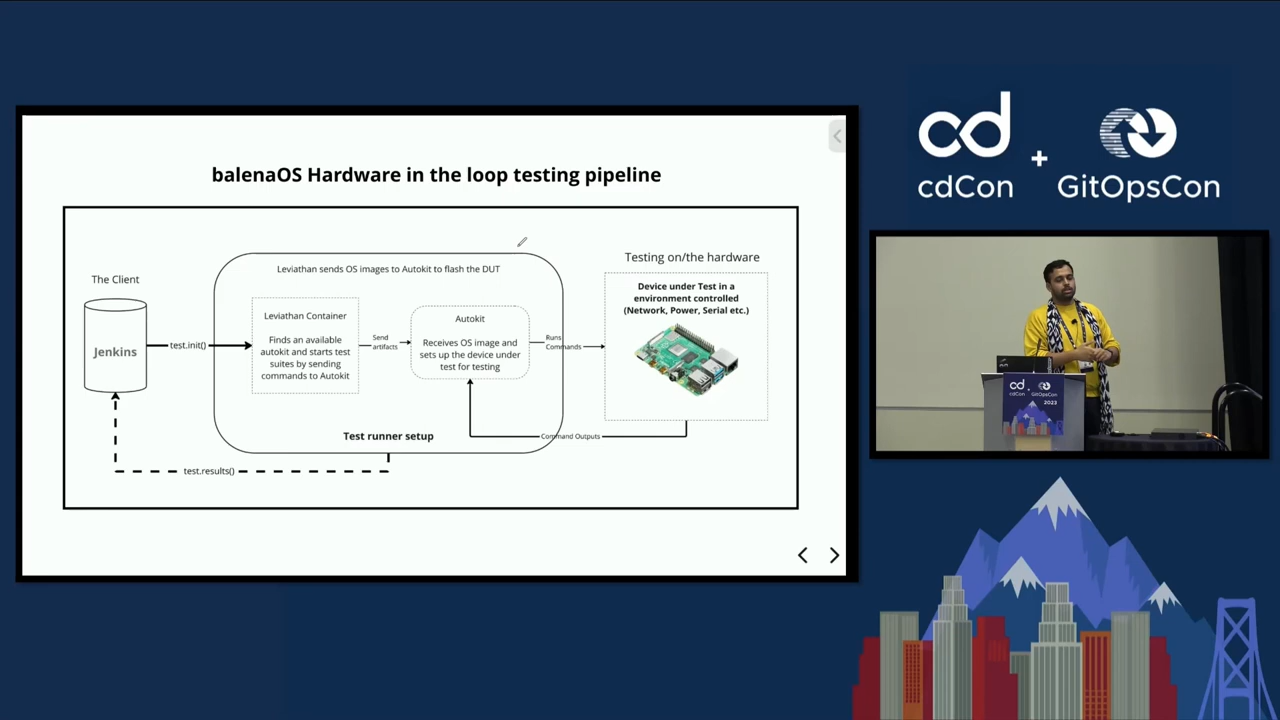 balenaOS Hardware in the loop testing pipeline
The Client
Jenkins
test.init()
Leviathan sends OS images to Autokit to flash the DUT
Leviathan Container
Finds an available
autokit and starts test
suites by sending
commands to Autokit
Send
artifacts
Autokit
Receives OS image and
sets up the device under
test for testing
Runs
Commands
Testing on/the hardware
Device under Test in a
environment controlled
(Network, Power, Serial etc.)
Command Outputs
Test runner setup
test.results()
cd
cdCon
+
GitOpsCon
cd
cdCon
GitOpsCon
2023